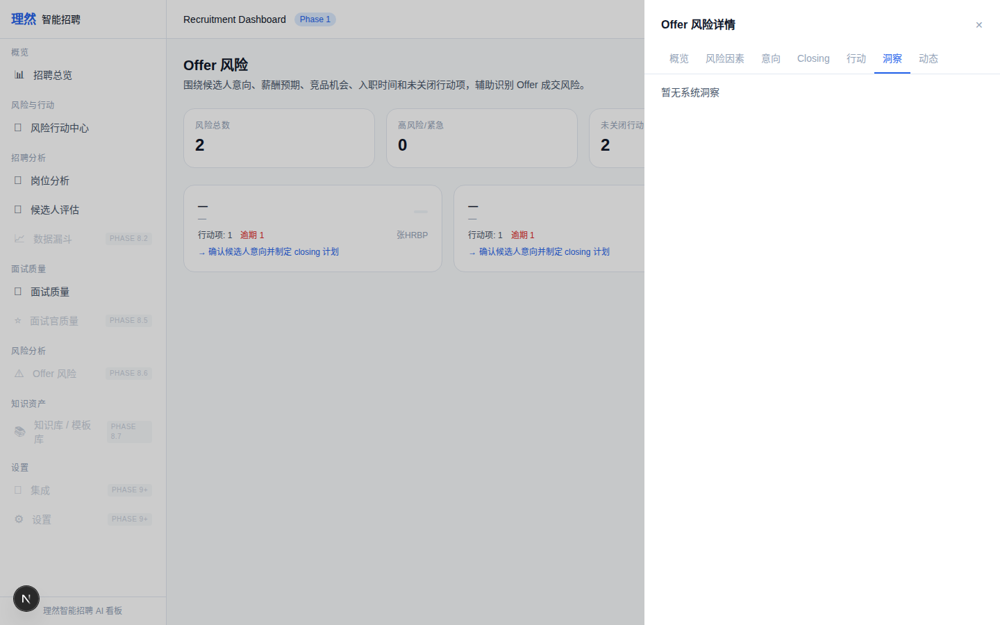 理然 智能招聘
概览
招聘总览
风险与行动
风险行动中心
招聘分析
岗位分析
候选人评估
数据漏斗 PHASE 8.2
面试质量
面试质量
面试官质量 PHASE 8.5
风险分析
Offer 风险 PHASE 8.6
知识资产
知识库 / 模板
库
PHASE
8.7
设置
集成 PHASE 9+
设置 PHASE 9+
理然智能招聘 AI 看板
Recruitment Dashboard Phase 1
Offer 风险
围绕候选人意向、薪酬预期、竞品机会、入职时间和未关闭行动项，辅助识别 Offer 成交风险。
风险总数
2
高风险/紧急
0
未关闭行动
2
—
—
行动项: 1 逾期 1 张HRBP
→ 确认候选人意向并制定 closing 计划
—
—
行动项: 1 逾期 1
→ 确认候选人意向并制定 closing 计划
Offer 风险详情 ×
概览 风险因素 意向 Closing 行动 洞察 动态
暂无系统洞察